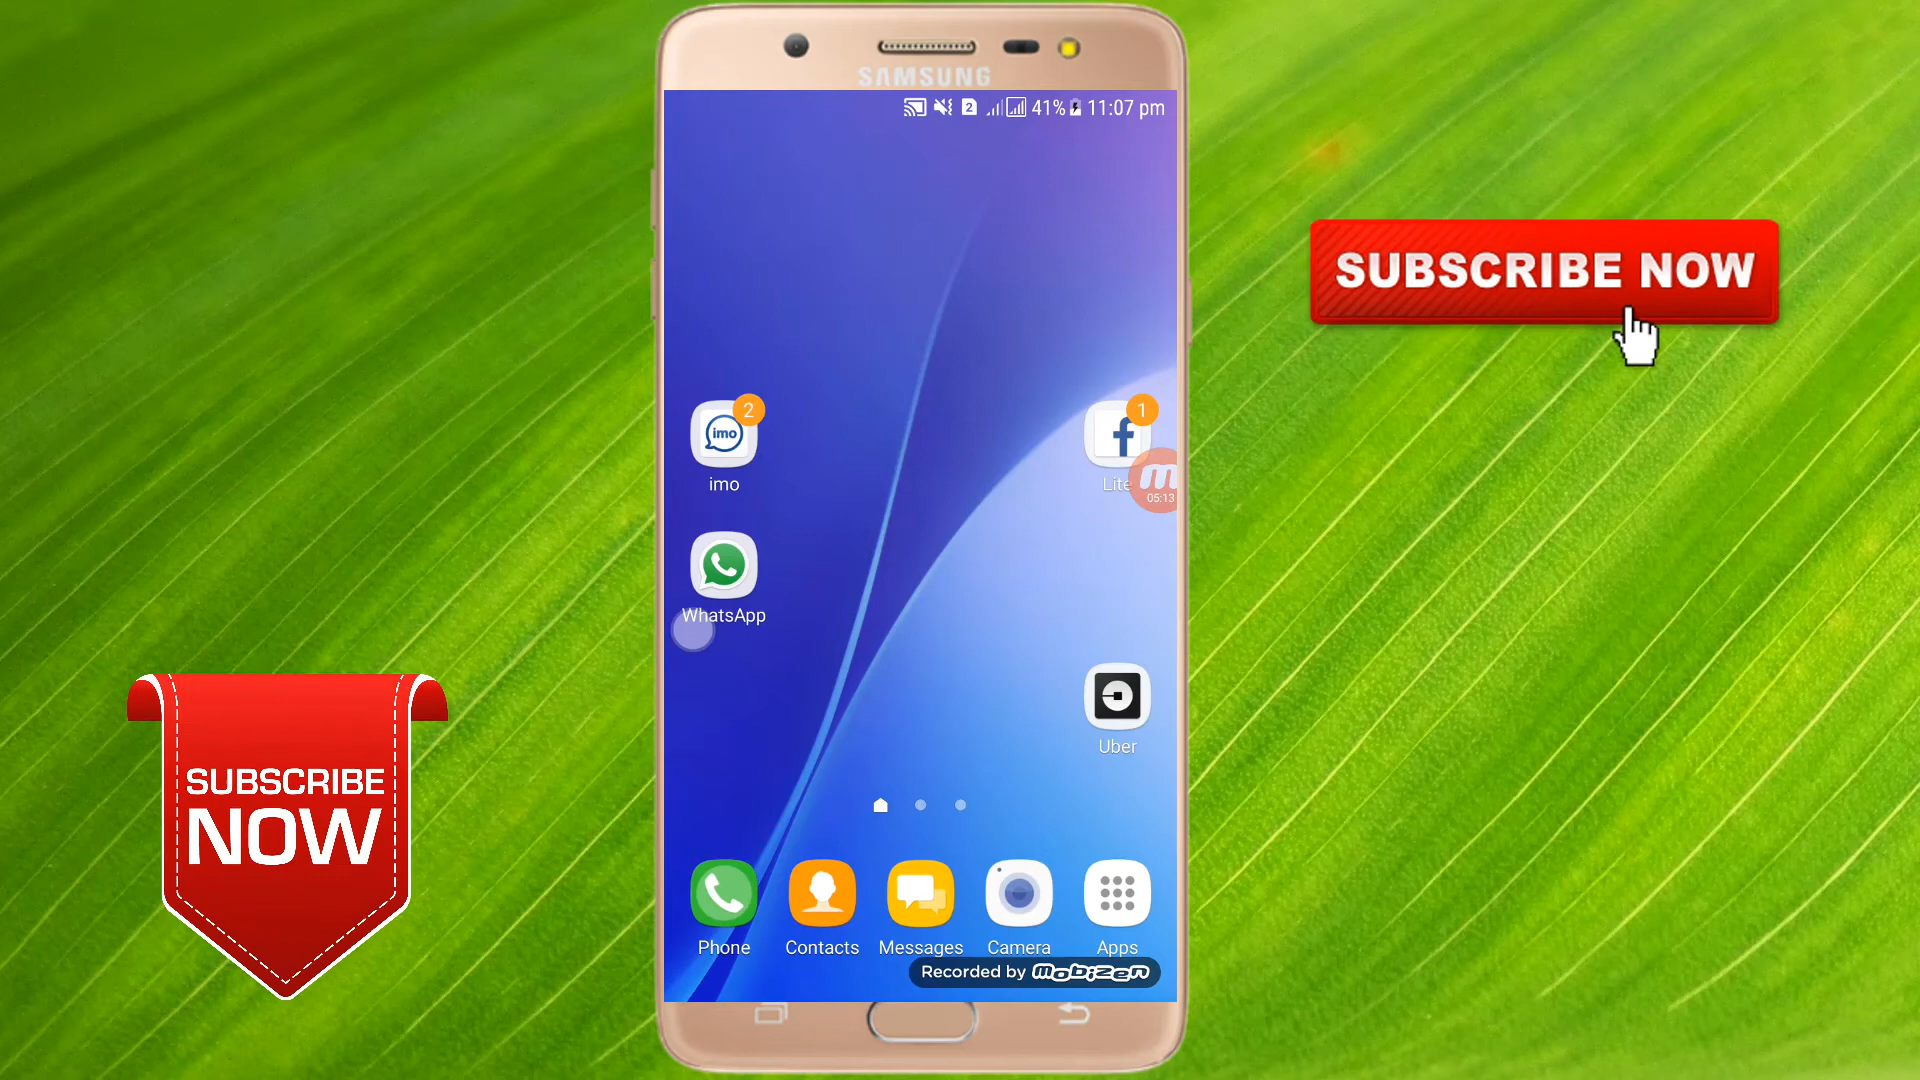 SAMSUNG
2 41% 11:07 pm
SUBSCRIBE NOW
2
1
imo
imo
Lite
m
05:13
WhatsApp
Uber
SUBSCRIBE
NOW
Phone
Contacts
Messages
Camera
Apps
Recorded by mobizen